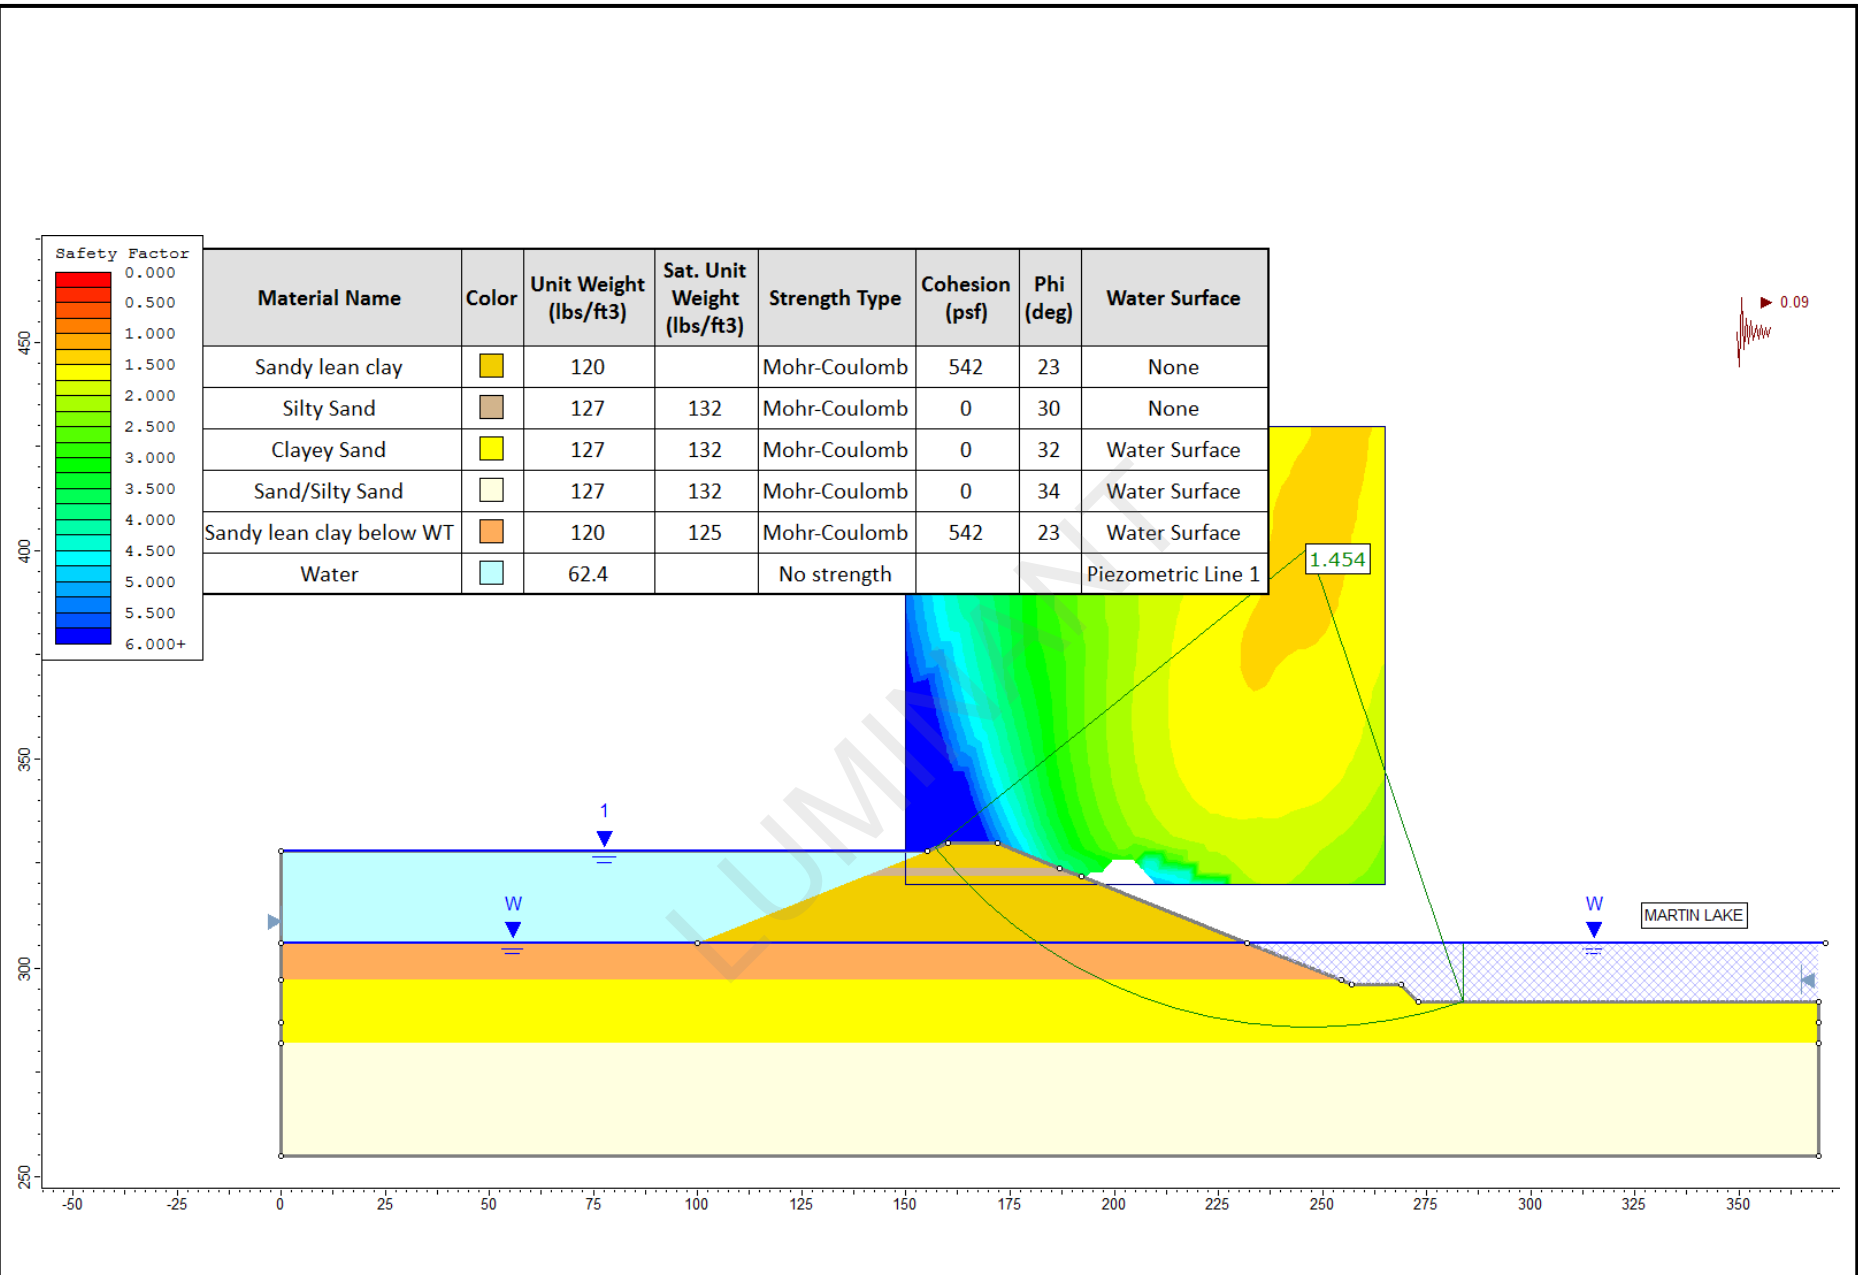 Safety Factor
0.000
0.500
1.000
1.500
2.000
2.500
3.000
3.500
4.000
4.500
5.000
5.500
6.000+
Material Name Color Unit Weight (lbs/ft3) Sat. Unit Weight (lbs/ft3) Strength Type Cohesion (psf) Phi (deg) Water Surface
Sandy lean clay 120 Mohr-Coulomb 542 23 None
Silty Sand 127 132 Mohr-Coulomb 0 30 None
Clayey Sand 127 132 Mohr-Coulomb 0 32 Water Surface
Sand/Silty Sand 127 132 Mohr-Coulomb 0 34 Water Surface
Sandy lean clay below WT 120 125 Mohr-Coulomb 542 23 Water Surface
Water 62.4 No strength Piezometric Line 1
0.09
1.454
LUMINANT
1
W
W
MARTIN LAKE
450
400
350
300
250
-50 -25 0 25 50 75 100 125 150 175 200 225 250 275 300 325 350